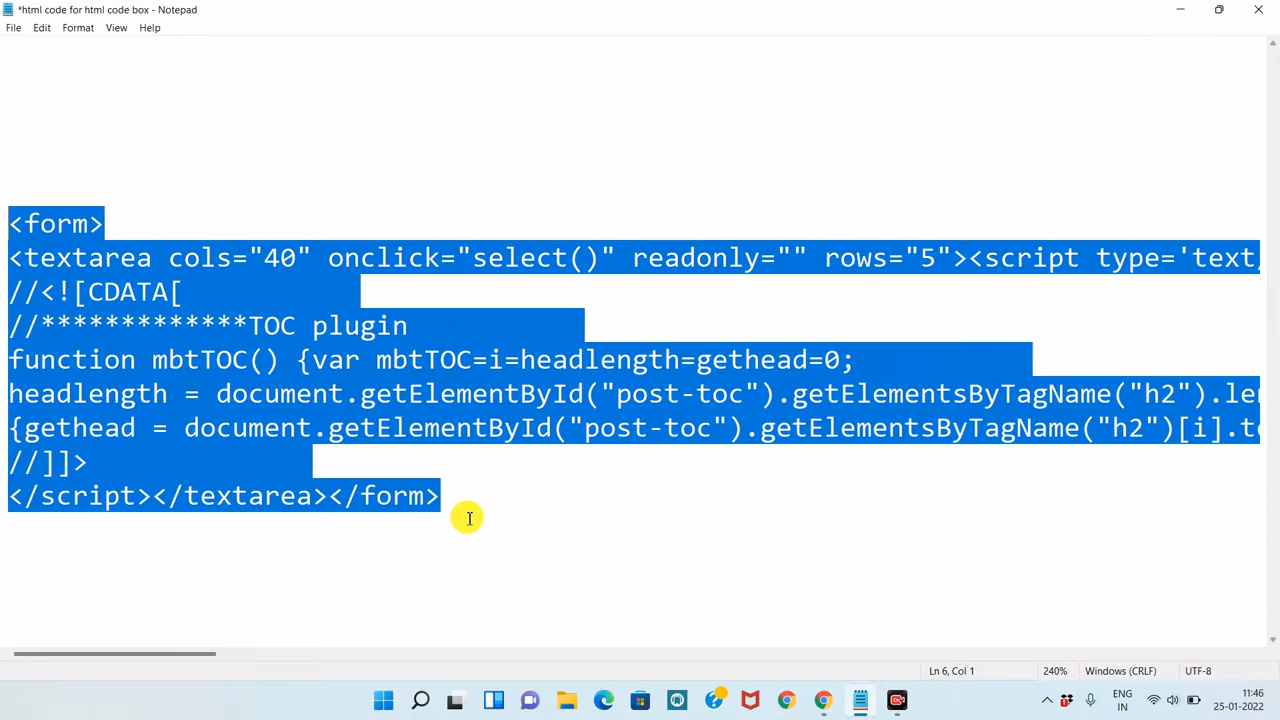 *html code for html code box - Notepad
File Edit Format View Help
<form>
<textarea cols="40" onclick="select()" readonly="" rows="5"><script type='text/
//<![CDATA[
//*************TOC plugin
function mbtTOC() {var mbtTOC=i=headlength=gethead=0;
headlength = document.getElementById("post-toc").getElementsByTagName("h2").le
{gethead = document.getElementById("post-toc").getElementsByTagName("h2")[i].t
//]]>
</script></textarea></form>
Ln 6, Col 1 240% Windows (CRLF) UTF-8
ENG
IN
11:46
25-01-2022